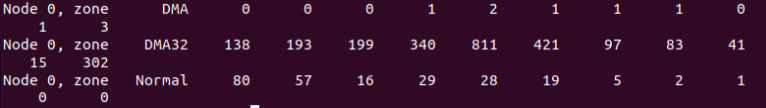 Node 0, zone DMA 0 0 0 1 2 1 1 1 0
1 3
Node 0, zone DMA32 138 193 199 340 811 421 97 83 41
15 302
Node 0, zone Normal 80 57 16 29 28 19 5 2 1
0 0